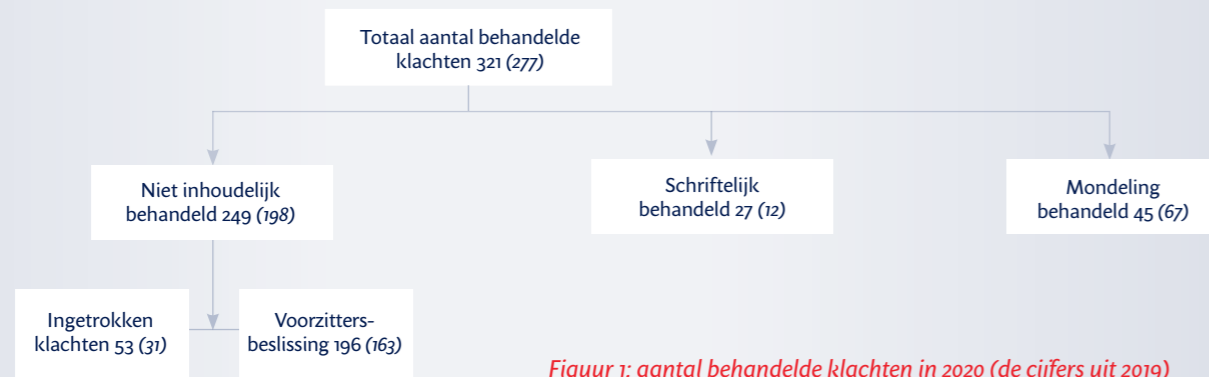 Totaal aantal behandelde
klachten 321 (277)
Niet inhoudelijk
behandeld 249 (198)
Schriftelijk
behandeld 27 (12)
Mondeling
behandeld 45 (67)
Ingetrokken
klachten 53 (31)
Voorzitters-
beslissing 196 (163)
Figuur 1: aantal behandelde klachten in 2020 (de cijfers uit 2019)